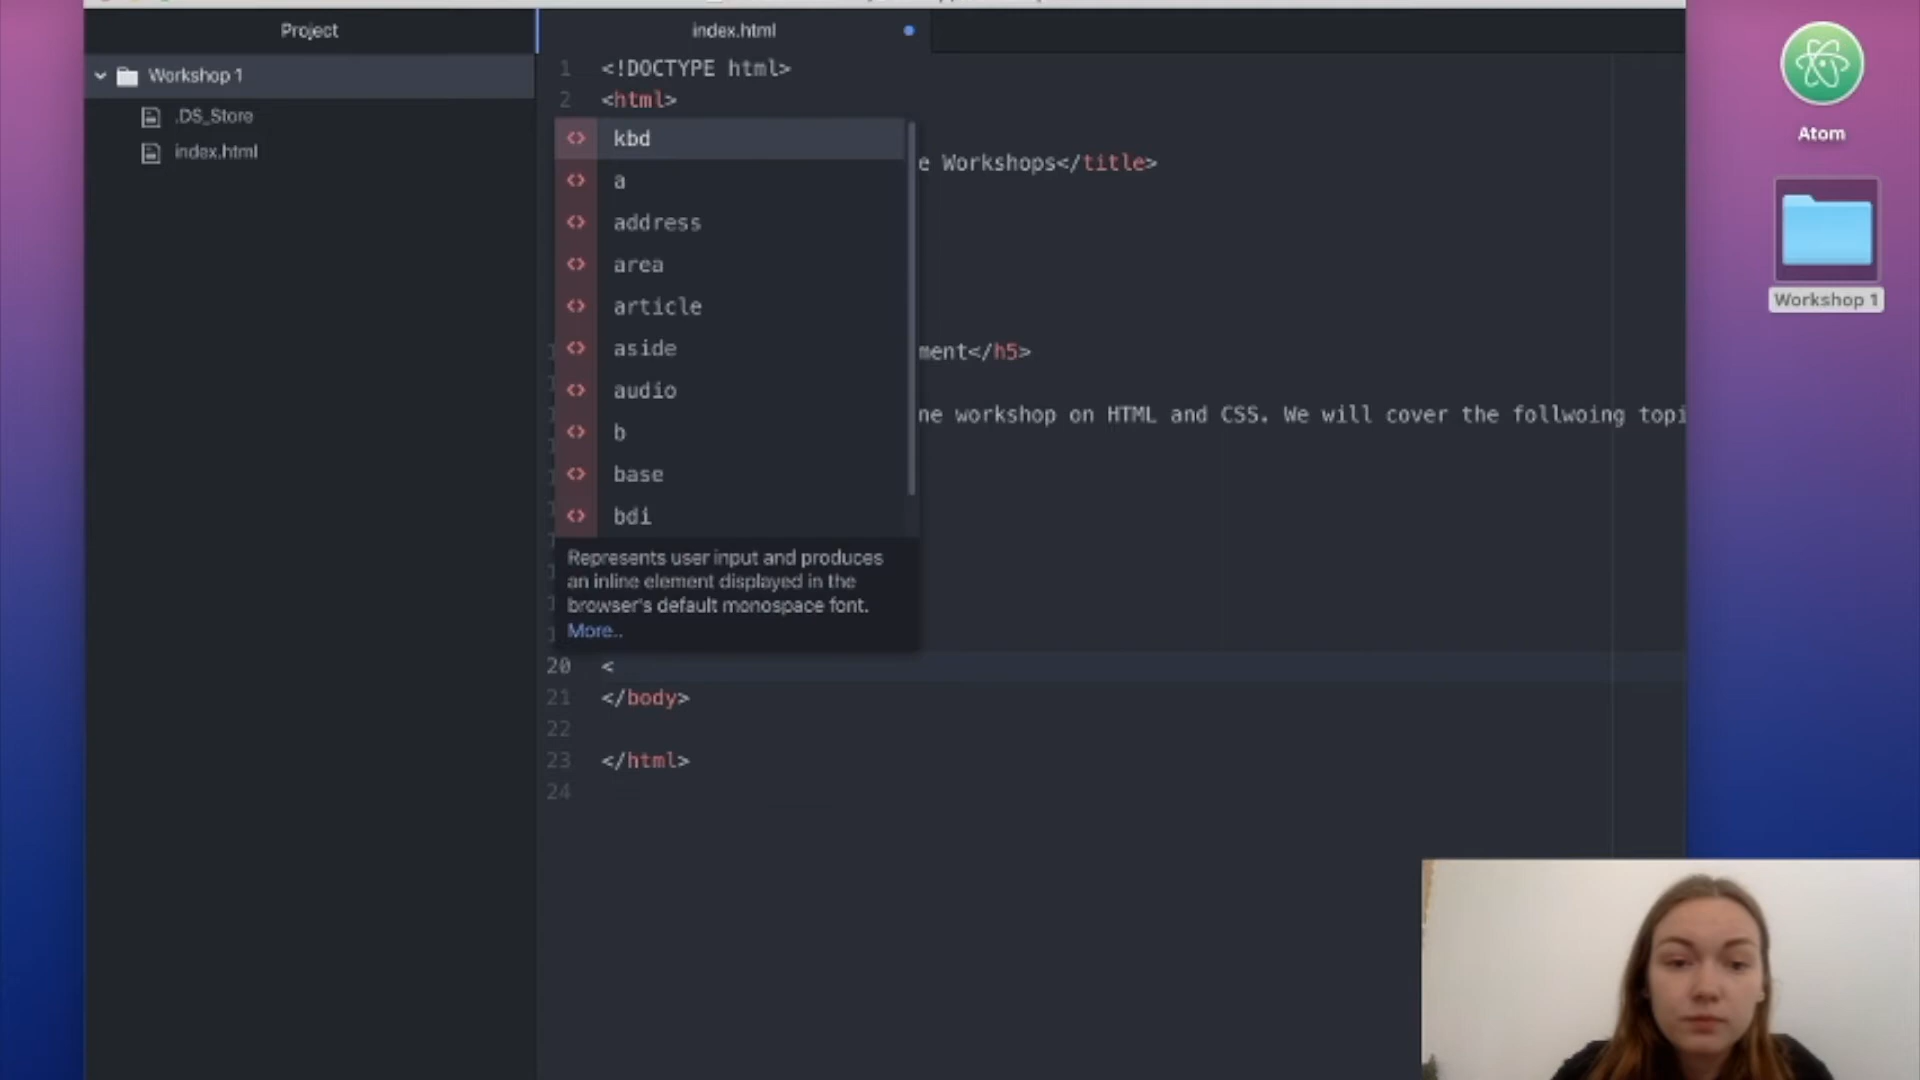 Project
index.html
Workshop 1
.DS_Store
index.html
1 <!DOCTYPE html>
2 <html>
e Workshops</title>
ment</h5>
ne workshop on HTML and CSS. We will cover the follwoing topi
<> kbd
<> a
<> address
<> area
<> article
<> aside
<> audio
<> b
<> base
<> bdi
Represents user input and produces
an inline element displayed in the
browser's default monospace font.
More..
20 <
21 </body>
22
23 </html>
24
Atom
Workshop 1